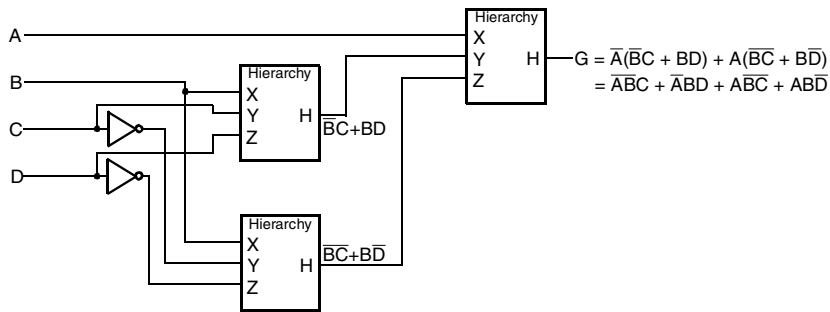 A
B
C
D
Hierarchy
X
Y
Z
H
B̅C+BD
Hierarchy
X
Y
Z
H
B̅C̅+BD̅
Hierarchy
X
Y
Z
H
G = A̅(B̅C + BD) + A(B̅C̅ + BD̅)
= A̅B̅C + A̅BD + AB̅C̅ + ABD̅